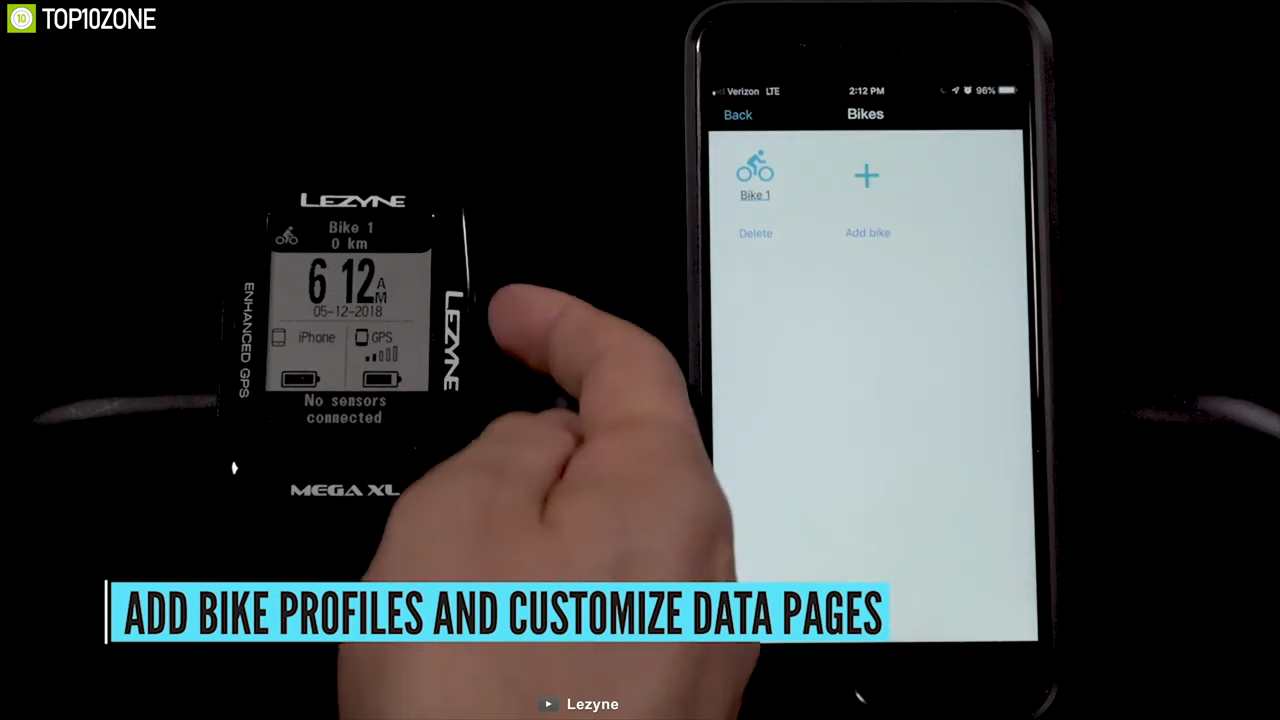 10 TOP10ZONE
Verizon LTE 2:12 PM 96%
Back Bikes
Bike 1
Delete Add bike
LEZYNE
Bike 1
0 km
6 12 AM
05-12-2018
iPhone GPS
No sensors
connected
ENHANCED GPS
LEZYNE
MEGA XL
ADD BIKE PROFILES AND CUSTOMIZE DATA PAGES
Lezyne